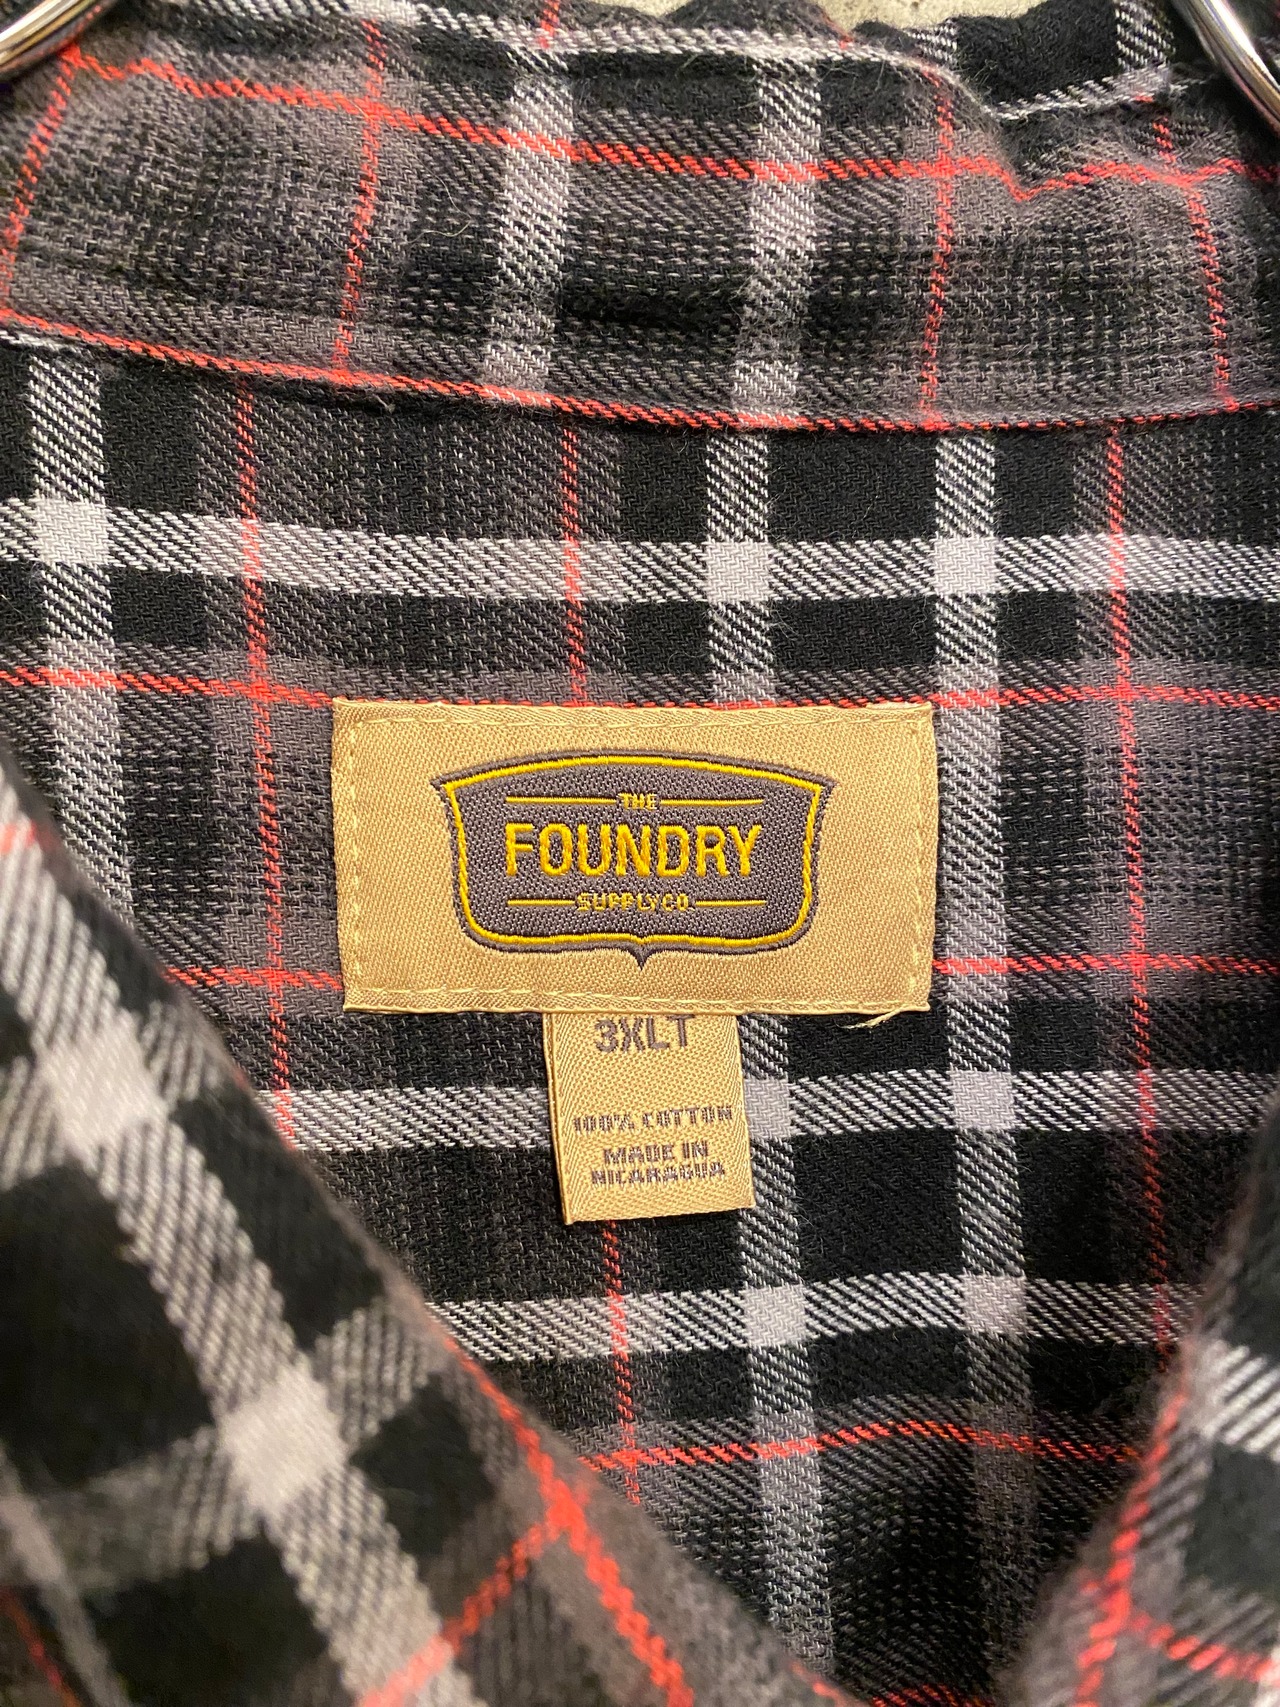 THE
FOUNDRY
SUPPLY CO
3XLT
100% COTTON
MADE IN
NICARAGUA